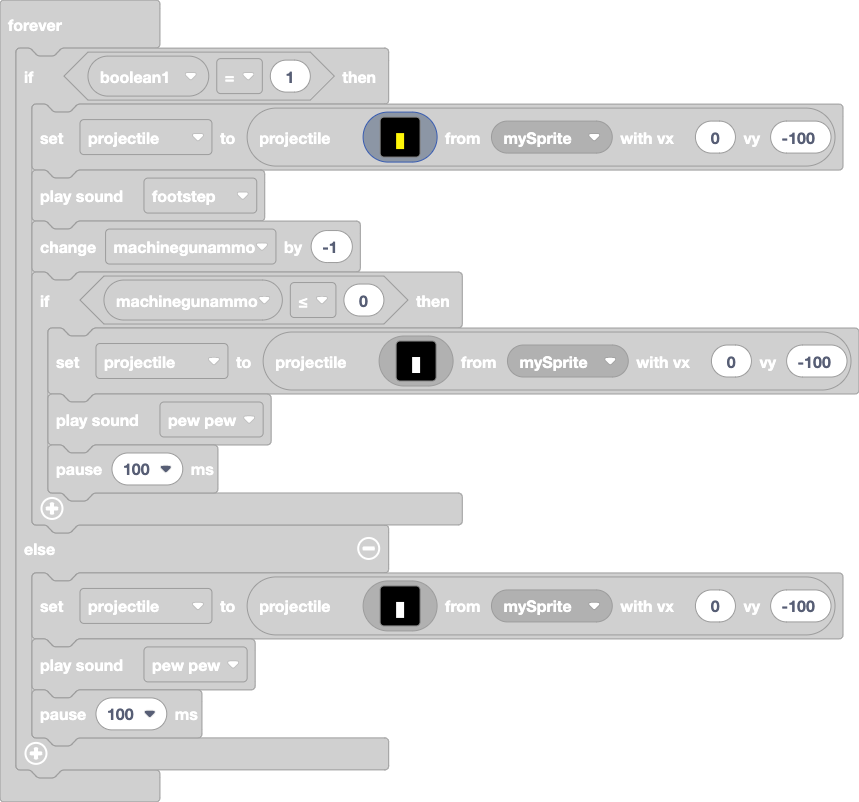 forever
if boolean1 = 1 then
set projectile to projectile from mySprite with vx 0 vy -100
play sound footstep
change machinegunammo by -1
if machinegunammo ≤ 0 then
set projectile to projectile from mySprite with vx 0 vy -100
play sound pew pew
pause 100 ms
else
set projectile to projectile from mySprite with vx 0 vy -100
play sound pew pew
pause 100 ms